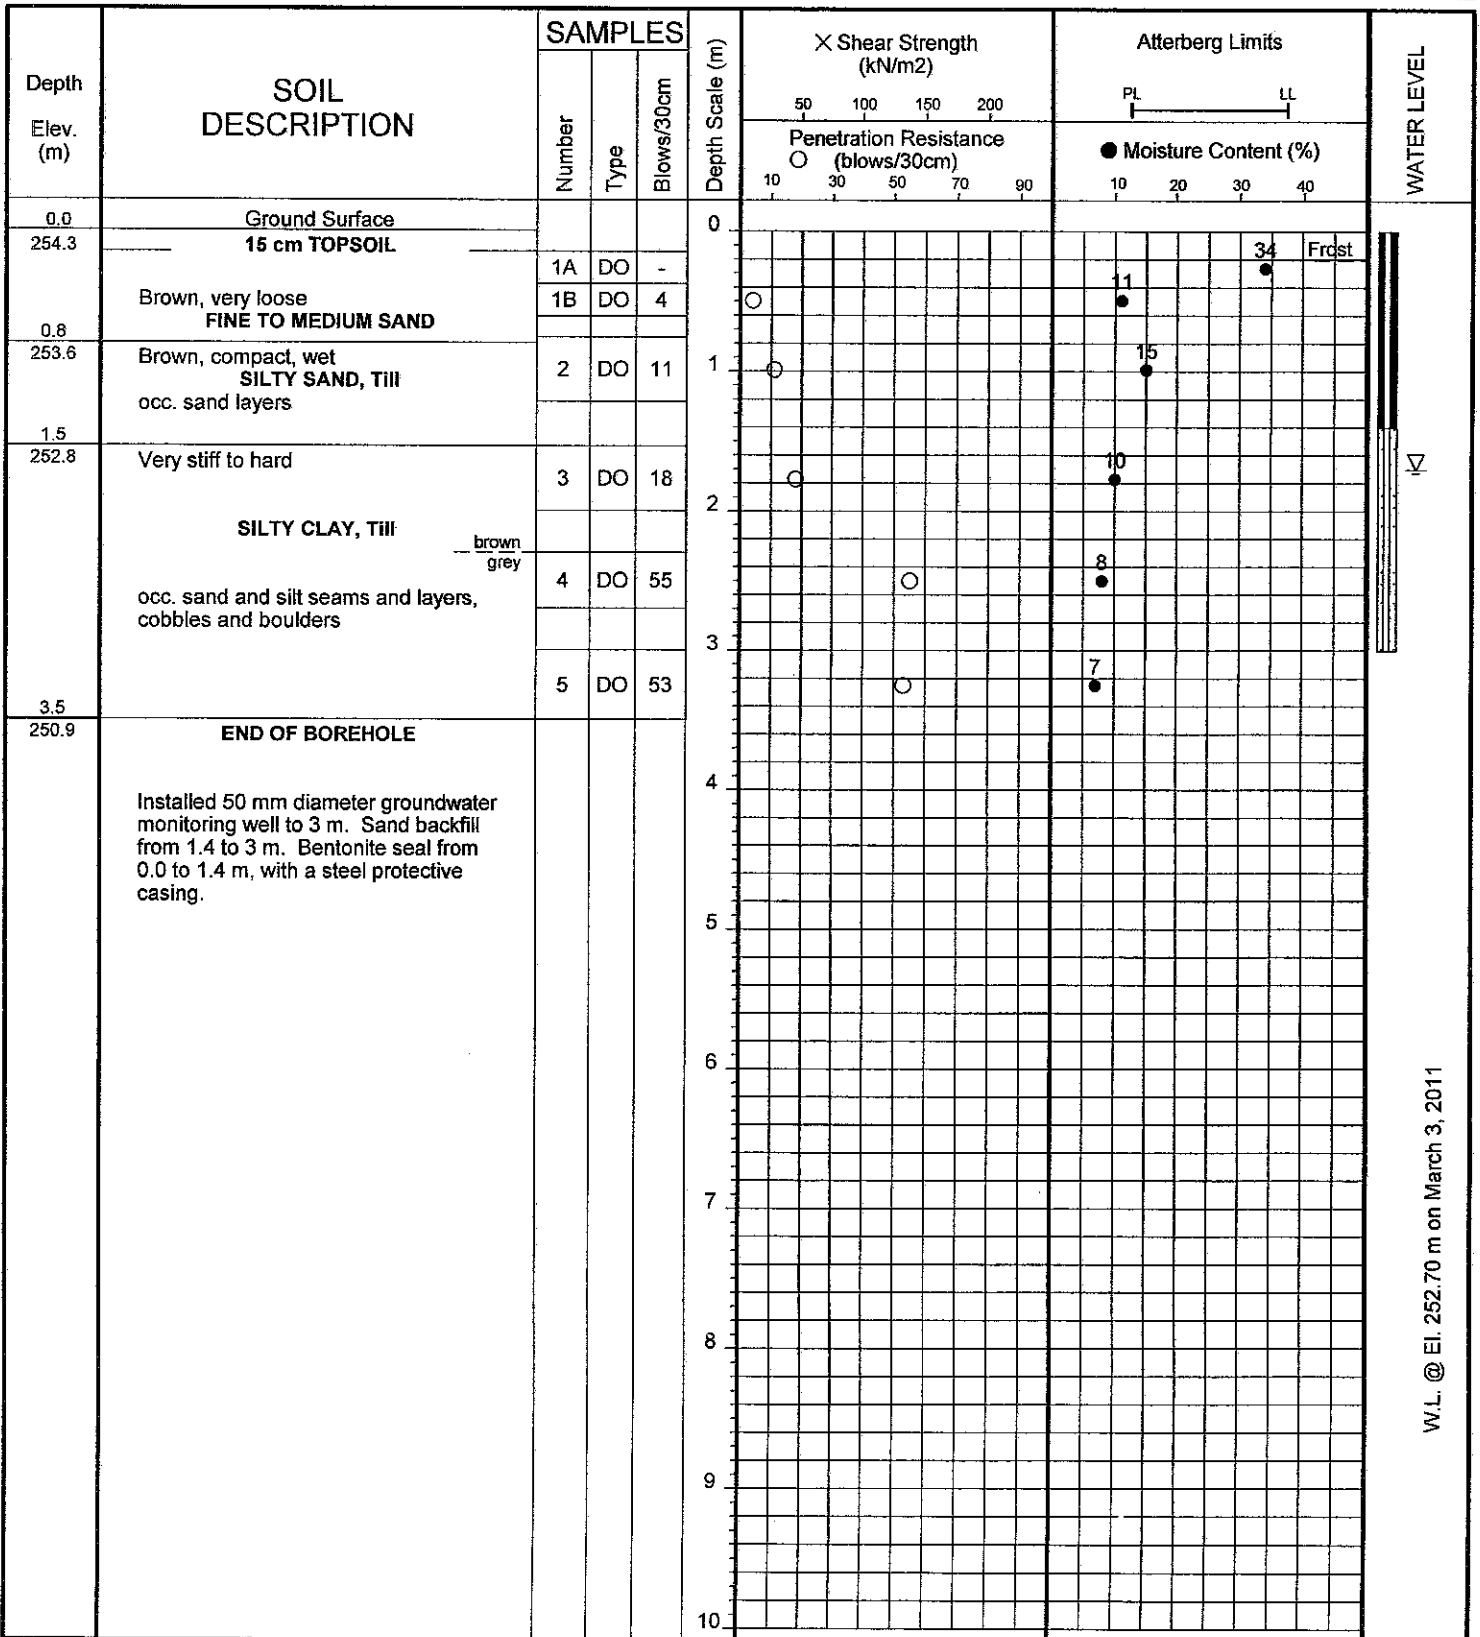 Depth
Elev.
(m)
SOIL
DESCRIPTION
SAMPLES
Number
Type
Blows/30cm
Depth Scale (m)
X Shear Strength
(kN/m2)
50 100 150 200
Penetration Resistance
O (blows/30cm)
10 30 50 70 90
Atterberg Limits
PL LL
● Moisture Content (%)
10 20 30 40
WATER LEVEL
0.0 Ground Surface
254.3 15 cm TOPSOIL
1A DO -
Brown, very loose
FINE TO MEDIUM SAND
1B DO 4
0.8
253.6 Brown, compact, wet
SILTY SAND, Till
occ. sand layers
2 DO 11
1.5
252.8 Very stiff to hard
3 DO 18
SILTY CLAY, Till
brown
grey
4 DO 55
occ. sand and silt seams and layers,
cobbles and boulders
5 DO 53
3.5
250.9 END OF BOREHOLE
Installed 50 mm diameter groundwater
monitoring well to 3 m. Sand backfill
from 1.4 to 3 m. Bentonite seal from
0.0 to 1.4 m, with a steel protective
casing.
0
1
2
3
4
5
6
7
8
9
10
34 Frost
11
15
10
8
7
W.L. @ El. 252.70 m on March 3, 2011